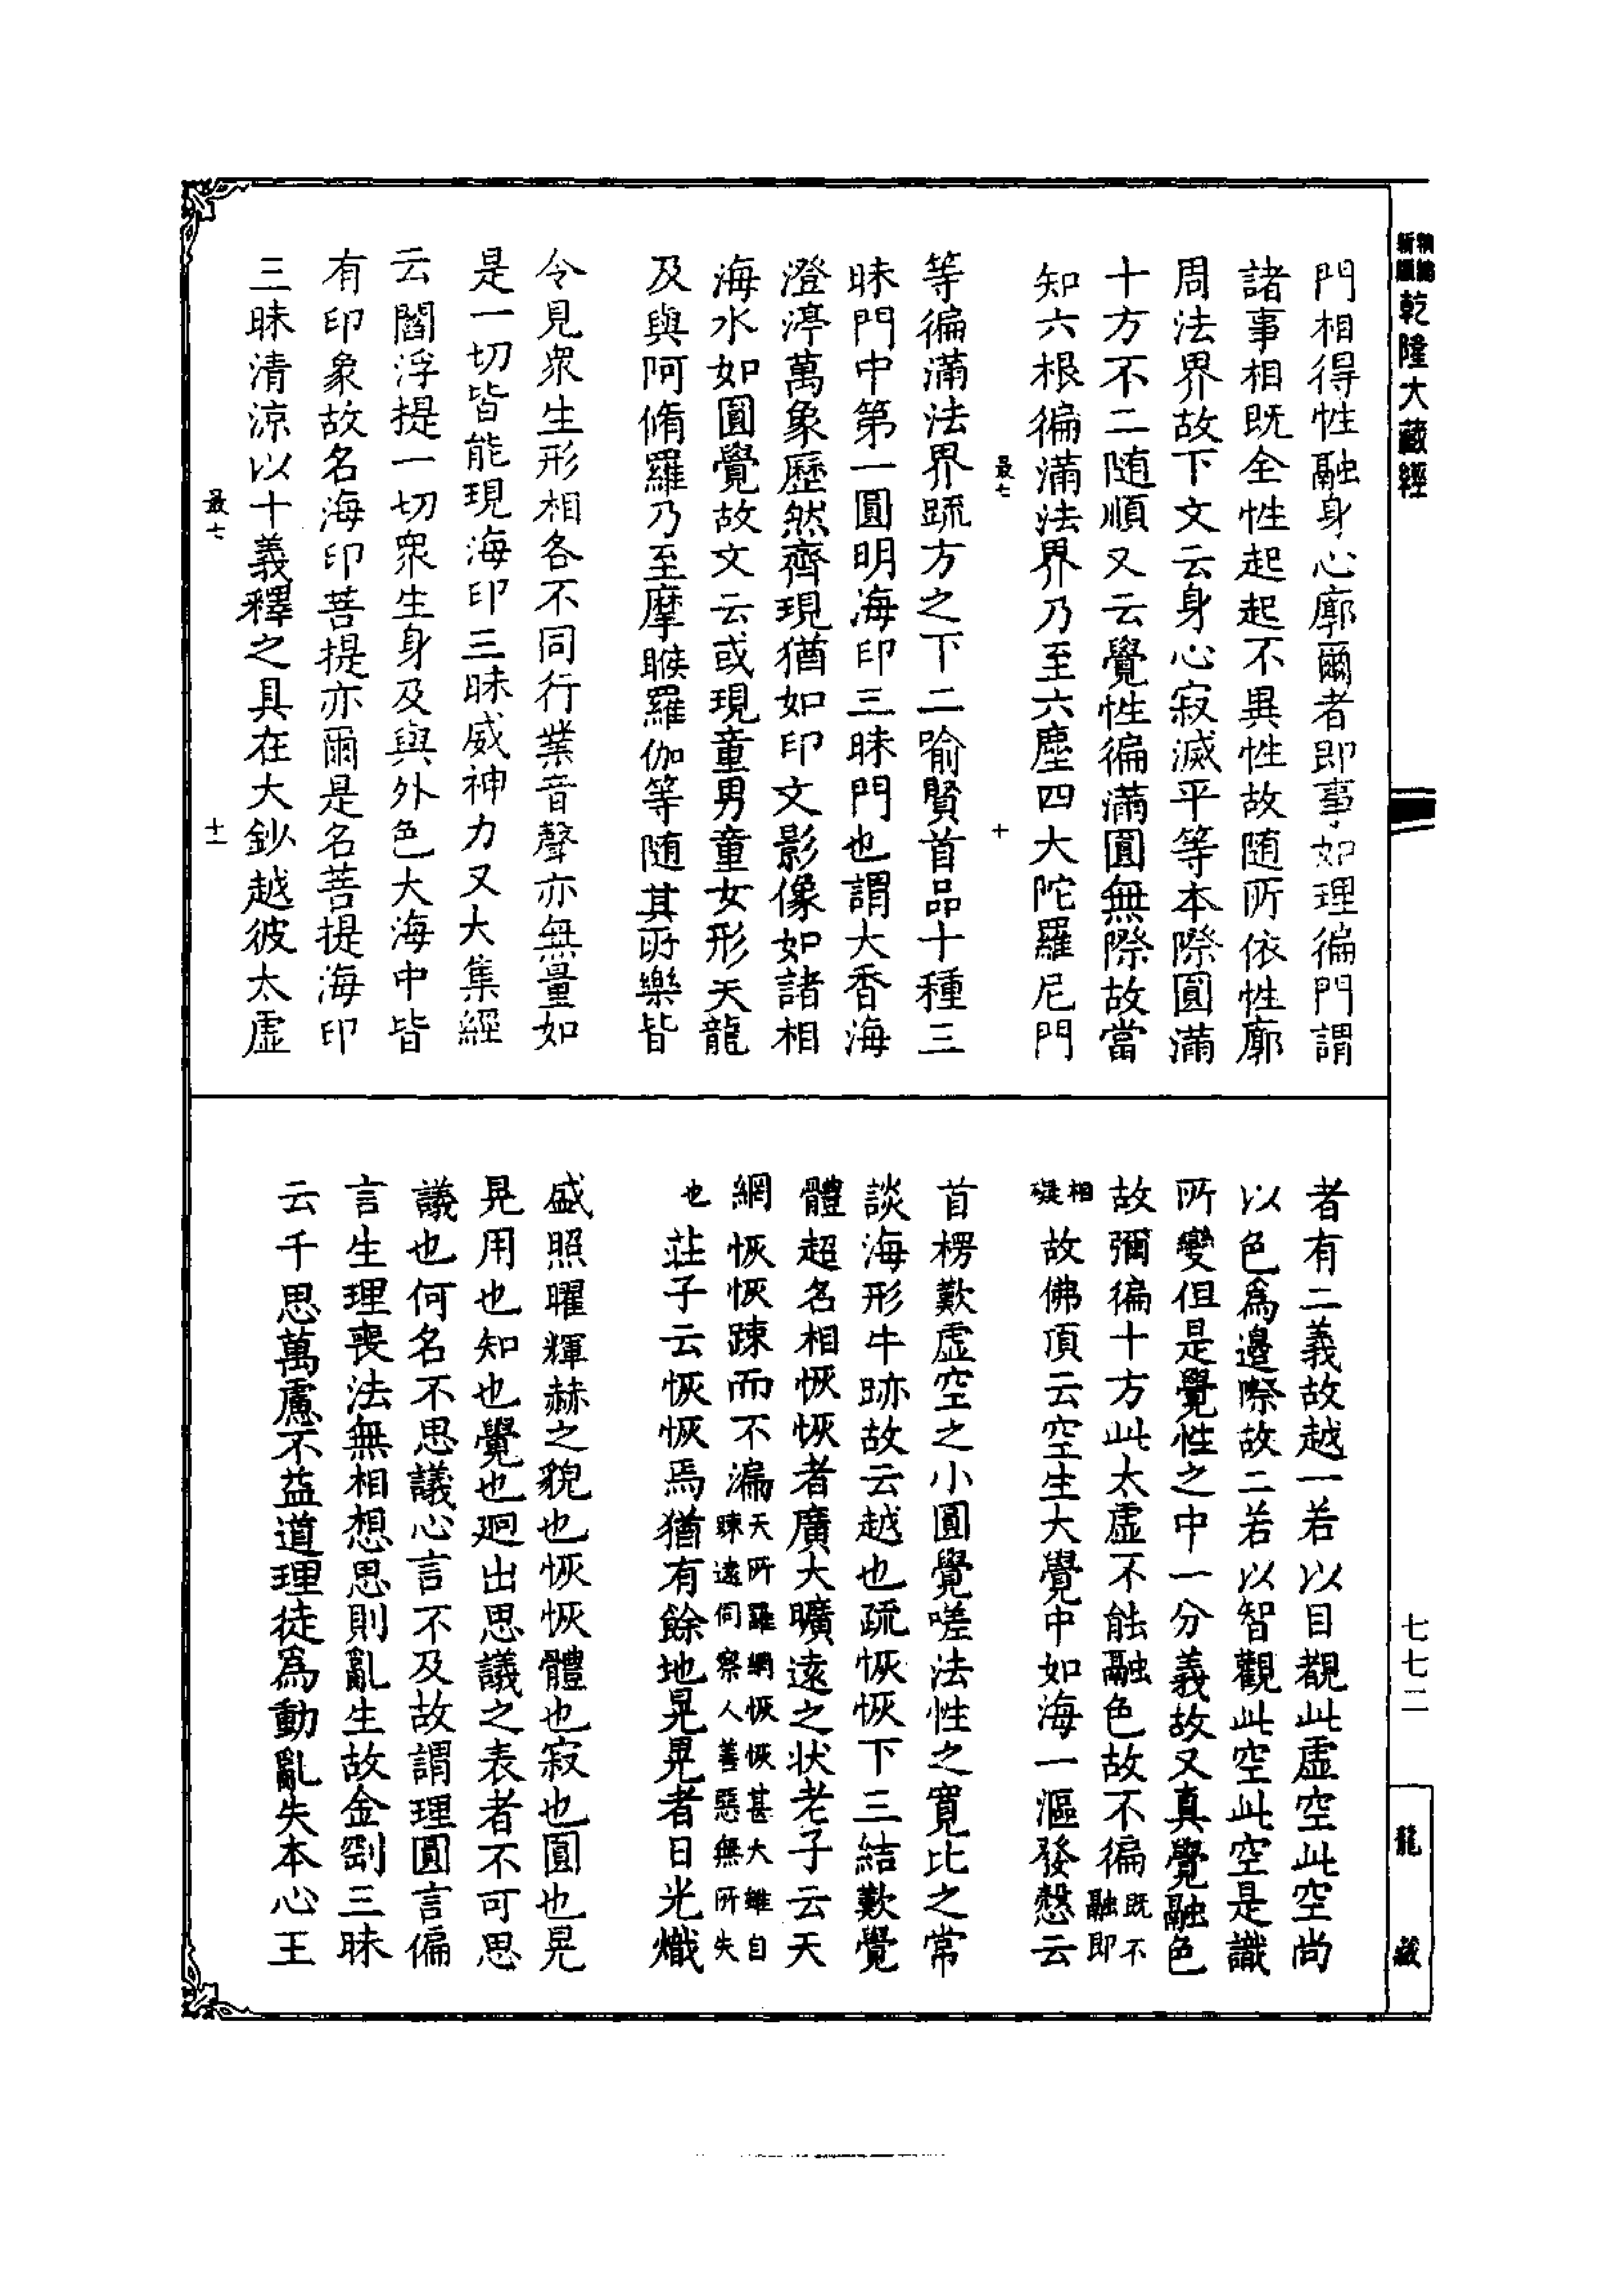 新編縮本乾隆大藏經
門相得性融身心廓爾者即事如理徧門謂
諸事相既全性起起不異性故随所依性廓
周法界故下文云身心寂滅平等本際圓滿
十方不二随順又云覺性徧滿圓無際故當
知六根徧滿法界乃至六塵四大陀羅尼門
最七 十
等徧滿法界䟽方之下二喻賢首品十種三
昧門中第一圓明海印三昧門也謂大香海
澄渟萬象歷然齊現猶如印文影像如諸相
海水如圓覺故文云或現童男童女形天龍
及與阿脩羅乃至摩睺羅伽等随其所樂皆
令見衆生形相各不同行業音聲亦無量如
是一切皆能現海印三昧威神力又大集經
云閻浮提一切衆生身及與外色大海中皆
有印象故名海印菩提亦爾是名菩提海印
三昧清涼以十義釋之具在大鈔越彼太虛
最七 十一
者有二義故越一若以目覩此虛空此空尚
以色為邊際故二若以智觀此空此空是識
所變但是覺性之中一分義故又真覺融色
故彌徧十方此太虛不能融色故不徧既不融即
相礙故佛頂云空生大覺中如海一漚發慤云
首楞歎虛空之小圓覺嗟法性之寬比之常
談海形牛跡故云越也疏恢恢下三結歎覺
體超名相恢恢者廣大曠遠之状老子云天
網恢恢踈而不漏天所羅網恢恢甚大雖自踈遠伺察人善惡無所失
也莊子云恢恢焉猶有餘地晃晃者日光熾
盛照曜輝赫之貌也恢恢體也寂也圓也晃
晃用也知也覺也廻出思議之表者不可思
議也何名不思議心言不及故謂理圓言偏
言生理喪法無相想思則亂生故金剛三昧
云千思萬慮不益道理徒為動亂失本心王
七七二
龍藏